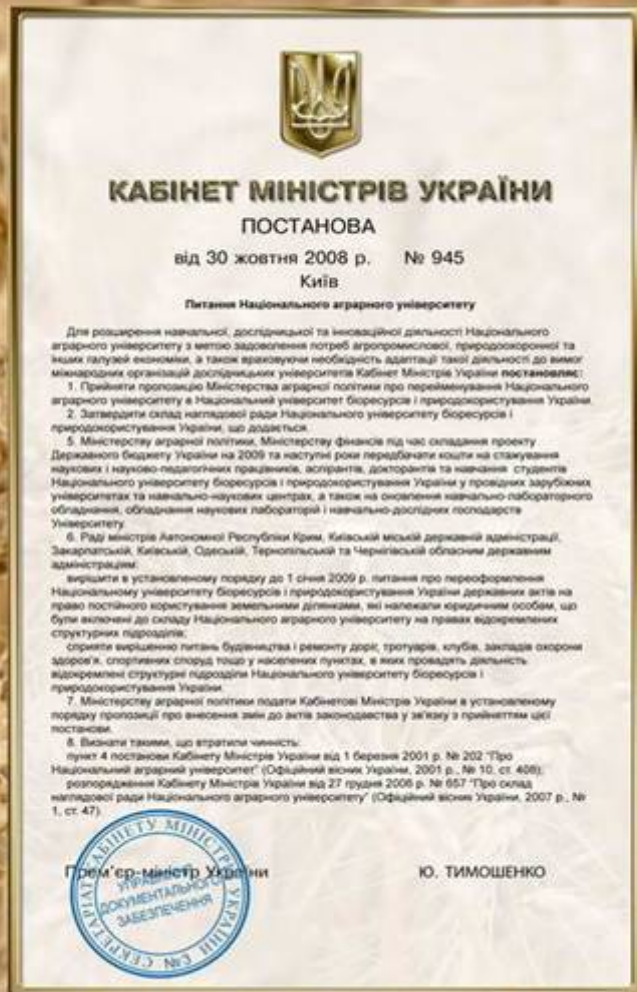 КАБІНЕТ МІНІСТРІВ УКРАЇНИ
ПОСТАНОВА
від 30 жовтня 2008 р. № 945
Київ
Питання Національного аграрного університету
Для розширення навчальної, дослідницької та інноваційної діяльності Національного
аграрного університету з метою задоволення потреб агропромислової, природоохоронної та
інших галузей економіки, а також враховуючи необхідність адаптації такої діяльності до вимог
міжнародних організацій дослідницьких університетів Кабінет Міністрів України постановляє:
1. Прийняти пропозицію Міністерства аграрної політики про перейменування Національного
аграрного університету в Національний університет біоресурсів і природокористування України.
2. Затвердити склад наглядової ради Національного університету біоресурсів і
природокористування України, що додається.
5. Міністерству аграрної політики, Міністерству фінансів під час складання проекту
Державного бюджету України на 2009 та наступні роки передбачати кошти на стажування
наукових і науково-педагогічних працівників, аспірантів, докторантів та навчання студентів
Національного університету біоресурсів і природокористування України у провідних зарубіжних
університетах та навчально-наукових центрах, а також на оновлення навчально-лабораторного
обладнання, обладнання наукових лабораторій і навчально-дослідних господарств
Університету.
6. Раді міністрів Автономної Республіки Крим, Київській міській державній адміністрації,
Закарпатській, Київській, Одеській, Тернопільській та Чернігівській обласним державним
адміністраціям:
вирішити в установленому порядку до 1 січня 2009 р. питання про переоформлення
Національному університету біоресурсів і природокористування України державних актів на
право постійного користування земельними ділянками, які належали юридичним особам, що
були включені до складу Національного аграрного університету на правах відокремлених
структурних підрозділів;
сприяти вирішенню питань будівництва і ремонту доріг, тротуарів, клубів, закладів охорони
здоров'я, спортивних споруд тощо у населених пунктах, в яких провадять діяльність
відокремлені структурні підрозділи Національного університету біоресурсів і
природокористування України.
7. Міністерству аграрної політики подати Кабінетові Міністрів України в установленому
порядку пропозиції про внесення змін до актів законодавства у зв'язку з прийняттям цієї
постанови.
8. Визнати такими, що втратили чинність:
пункт 4 постанови Кабінету Міністрів України від 1 березня 2001 р. № 202 "Про
Національний аграрний університет" (Офіційний вісник України, 2001 р., № 10, ст. 408);
розпорядження Кабінету Міністрів України від 27 грудня 2006 р. № 657 "Про склад
наглядової ради Національного аграрного університету" (Офіційний вісник України, 2007 р., №
1, ст. 47).
Прем'єр-міністр України Ю. ТИМОШЕНКО
СЕКРЕТАРІАТ КАБІНЕТУ МІНІСТРІВ УКРАЇНИ
УПРАВЛІННЯ
ДОКУМЕНТАЛЬНОГО
ЗАБЕЗПЕЧЕННЯ
№3